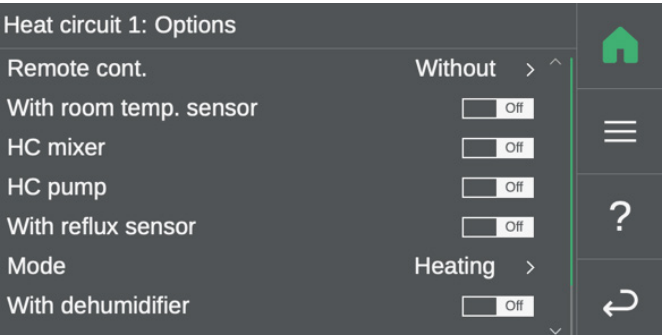 Heat circuit 1: Options
Remote cont. Without >
With room temp. sensor Off
HC mixer Off
HC pump Off
With reflux sensor Off
Mode Heating >
With dehumidifier Off
?